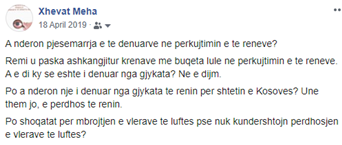 Xhevat Meha
18 April 2019
A nderon pjesemarrja e te denuarve ne perkujtimin e te reneve?
Remi u paska ashkangjitur krenave me buqeta lule ne perkujtimin e te reneve.
A e di ky se eshte i denuar nga gjykata? Ne e dijm.
Po a nderon nje i denuar nga gjykata te renin per shtetin e Kosoves? Une
them jo, e perdhos te renin.
Po shoqatat per mbrojtjen e vlerave te luftes pse nuk kundershtojn perdhosjen
e vlerave te luftes?